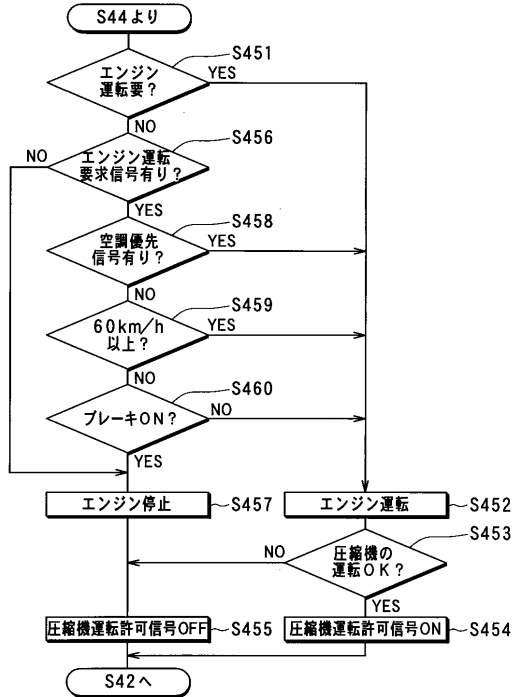 S44より
S451
エンジン
運転要？
YES
NO
S456
NO
エンジン運転
要求信号有り？
YES
S458
空調優先
信号有り？
YES
NO
S459
60km/h
以上？
YES
NO
S460
ブレーキON？
NO
YES
エンジン停止
S457
エンジン運転
S452
S453
圧縮機の
運転OK？
NO
YES
圧縮機運転許可信号OFF
S455
圧縮機運転許可信号ON
S454
S42へ